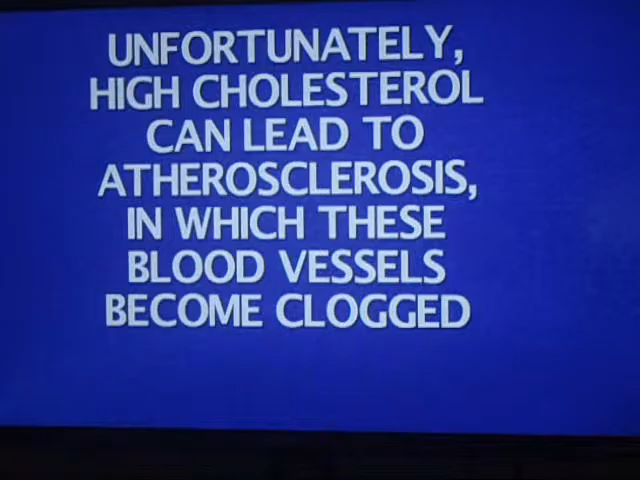 UNFORTUNATELY,
HIGH CHOLESTEROL
CAN LEAD TO
ATHEROSCLEROSIS,
IN WHICH THESE
BLOOD VESSELS
BECOME CLOGGED